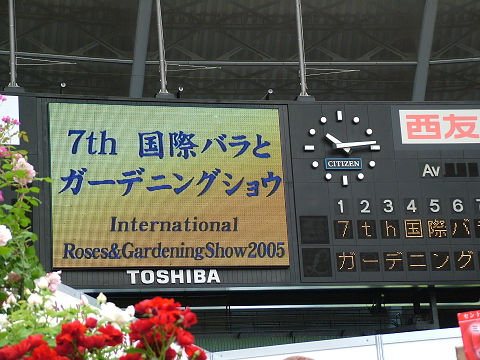 7th 国際バラと
ガーデニングショウ
International
Roses&GardeningShow2005
TOSHIBA
CITIZEN
西友
Av
1 2 3 4 5 6 7
7th国際バラ
ガーデニング